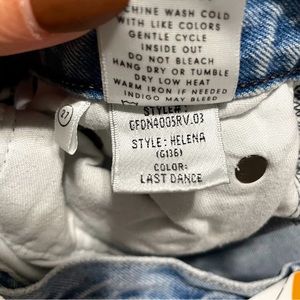 MACHINE WASH COLD
WITH LIKE COLORS
GENTLE CYCLE
INSIDE OUT
DO NOT BLEACH
HANG DRY OR TUMBLE
DRY LOW HEAT
WARM IRON IF NEEDED
INDIGO MAY BLEED
27
STYLE#:
GFDN4005RV.03
STYLE: HELENA
(G136)
COLOR:
LAST DANCE